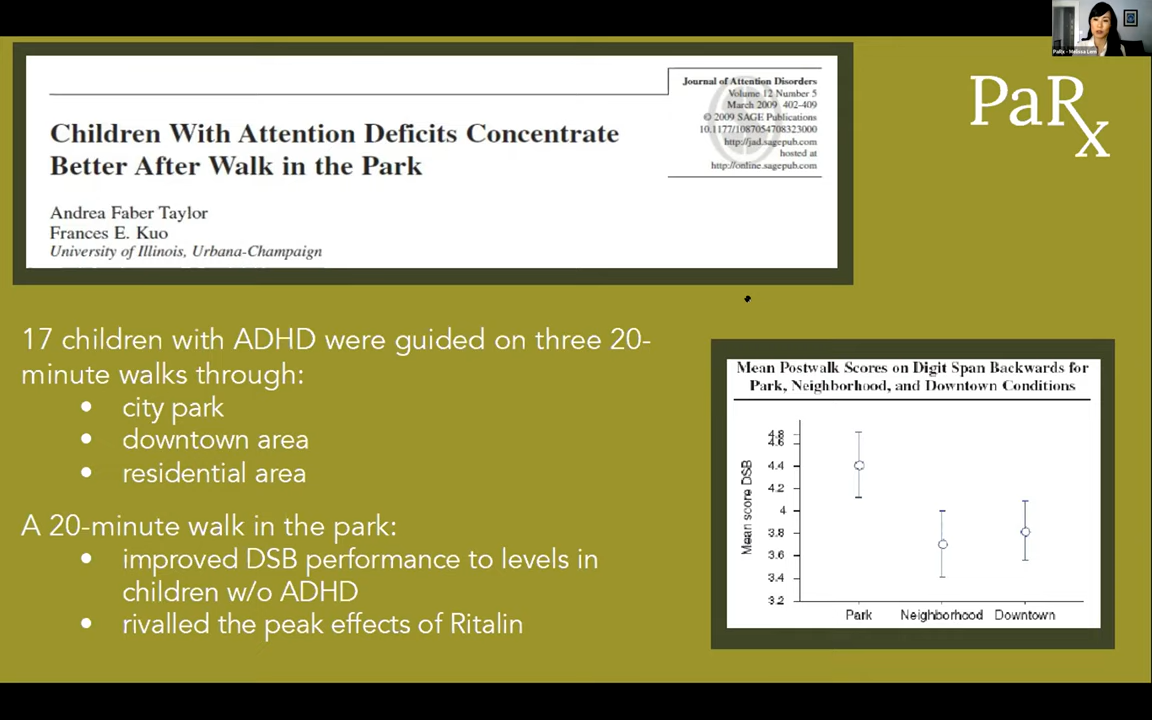 PaRx - Melissa Lem
PaRx
Journal of Attention Disorders
Volume 12 Number 5
March 2009 402-409
© 2009 SAGE Publications
10.1177/1087054708323000
http://jad.sagepub.com
hosted at
http://online.sagepub.com
Children With Attention Deficits Concentrate
Better After Walk in the Park
Andrea Faber Taylor
Frances E. Kuo
University of Illinois, Urbana-Champaign
17 children with ADHD were guided on three 20-
minute walks through:
• city park
• downtown area
• residential area
A 20-minute walk in the park:
• improved DSB performance to levels in
children w/o ADHD
• rivalled the peak effects of Ritalin
Mean Postwalk Scores on Digit Span Backwards for
Park, Neighborhood, and Downtown Conditions
Mean score DSB
4.8
4.6
4.4
4.2
4
3.8
3.6
3.4
3.2
Park Neighborhood Downtown